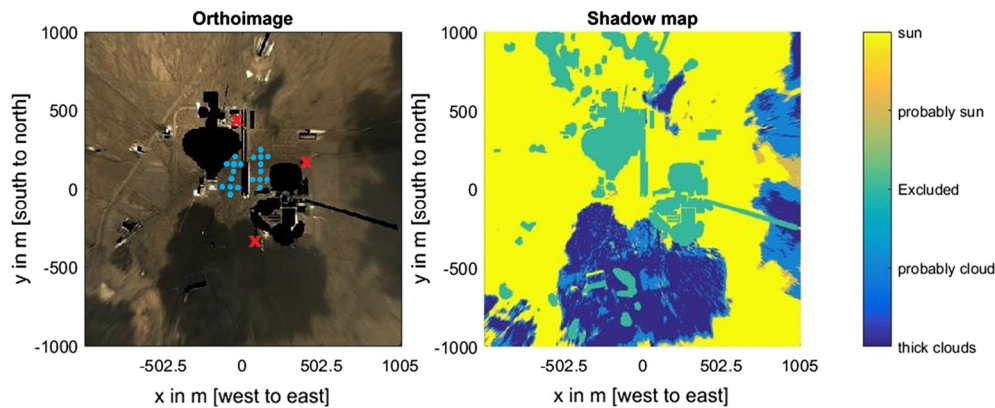 Orthoimage
Shadow map
1000
500
0
-500
-1000
y in m [south to north]
-502.5
0
502.5
1005
x in m [west to east]
1000
500
0
-500
-1000
y in m [south to north]
-502.5
0
502.5
1005
x in m [west to east]
sun
probably sun
Excluded
probably cloud
thick clouds